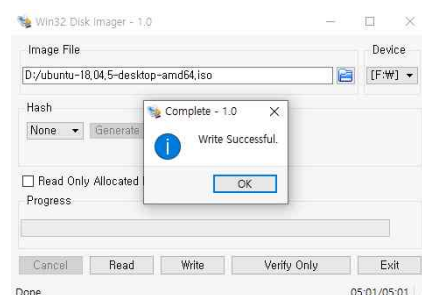 Win32 Disk Imager - 1.0
Image File
Device
D:/ubuntu-18,04,5-desktop-amd64,iso
[F:₩]
Hash
None
Generate
Complete - 1.0
Write Successful.
OK
Read Only Allocated
Progress
Cancel
Read
Write
Verify Only
Exit
Done
05:01/05:01